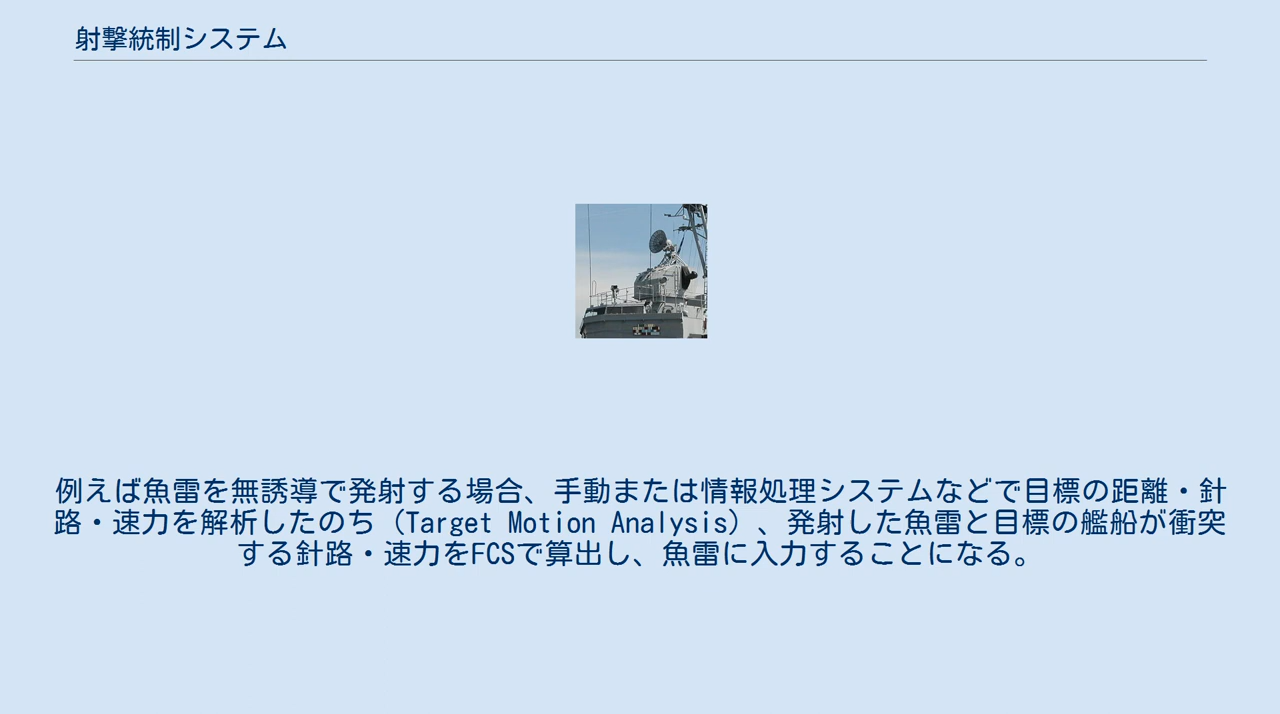 射撃統制システム
例えば魚雷を無誘導で発射する場合、手動または情報処理システムなどで目標の距離・針
路・速力を解析したのち（Target Motion Analysis）、発射した魚雷と目標の艦船が衝突
する針路・速力をFCSで算出し、魚雷に入力することになる。